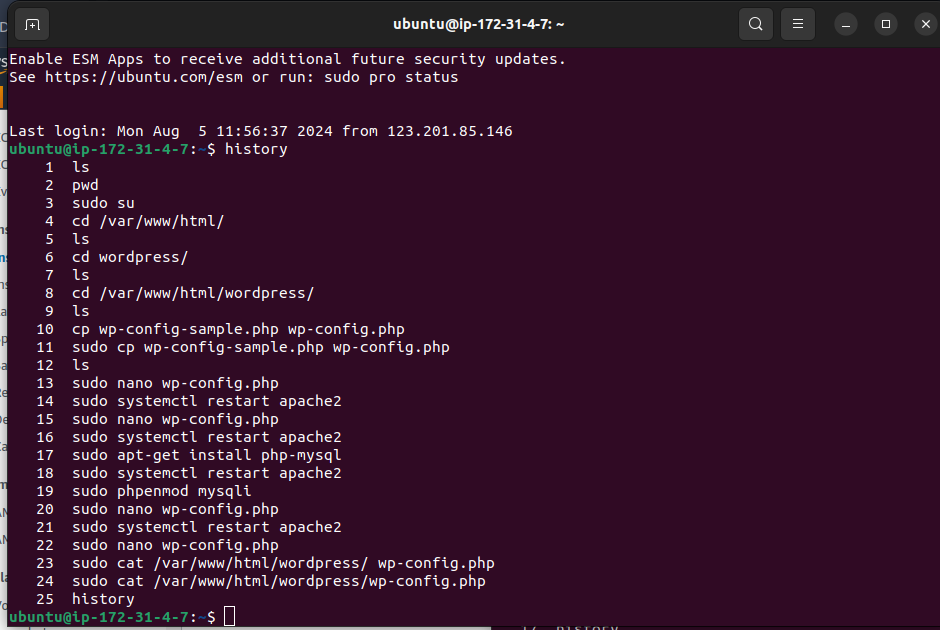 ubuntu@ip-172-31-4-7: ~
Enable ESM Apps to receive additional future security updates.
See https://ubuntu.com/esm or run: sudo pro status
Last login: Mon Aug  5 11:56:37 2024 from 123.201.85.146
ubuntu@ip-172-31-4-7:~$ history
1  ls
2  pwd
3  sudo su
4  cd /var/www/html/
5  ls
6  cd wordpress/
7  ls
8  cd /var/www/html/wordpress/
9  ls
10  cp wp-config-sample.php wp-config.php
11  sudo cp wp-config-sample.php wp-config.php
12  ls
13  sudo nano wp-config.php
14  sudo systemctl restart apache2
15  sudo nano wp-config.php
16  sudo systemctl restart apache2
17  sudo apt-get install php-mysql
18  sudo systemctl restart apache2
19  sudo phpenmod mysqli
20  sudo nano wp-config.php
21  sudo systemctl restart apache2
22  sudo nano wp-config.php
23  sudo cat /var/www/html/wordpress/ wp-config.php
24  sudo cat /var/www/html/wordpress/wp-config.php
25  history
ubuntu@ip-172-31-4-7:~$